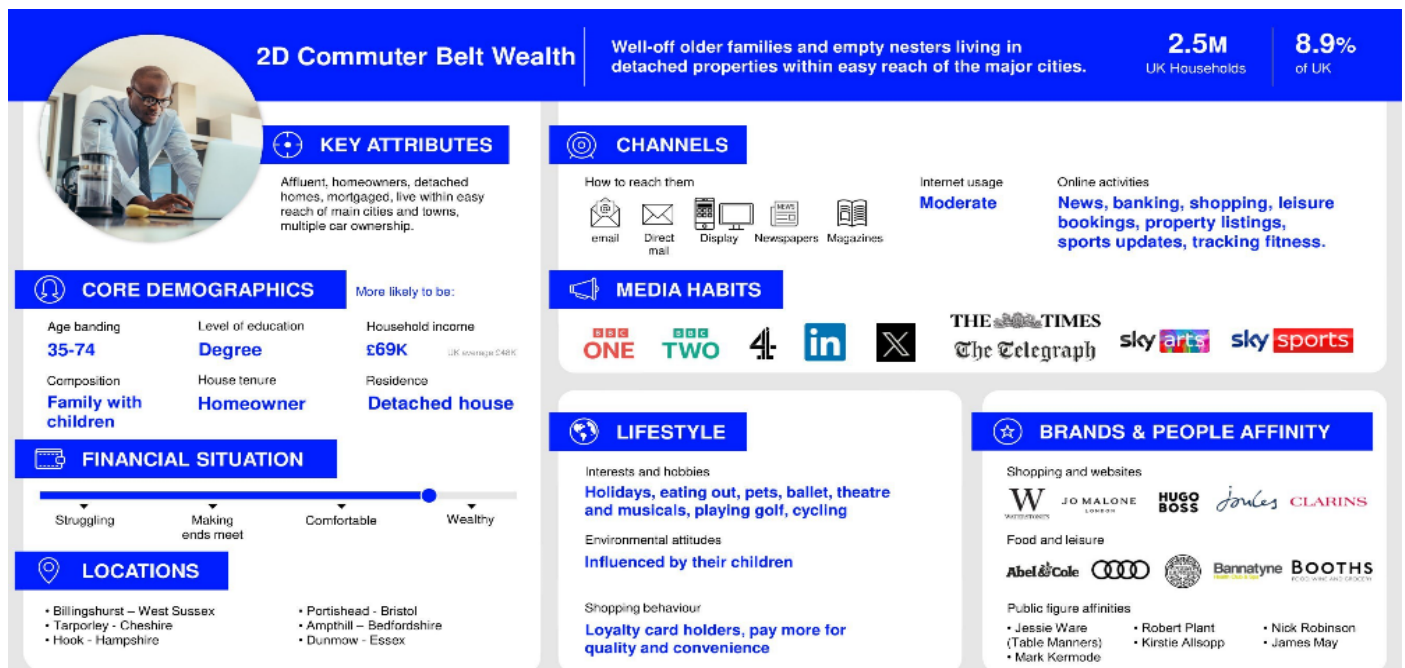 2D Commuter Belt Wealth
Well-off older families and empty nesters living in
detached properties within easy reach of the major cities.
2.5M
UK Households
8.9%
of UK
KEY ATTRIBUTES
Affluent, homeowners, detached
homes, mortgaged, live within easy
reach of main cities and towns,
multiple car ownership.
CORE DEMOGRAPHICS
More likely to be:
Age banding
35-74
Level of education
Degree
Household income
£69K
UK average £48K
Composition
Family with
children
House tenure
Homeowner
Residence
Detached house
FINANCIAL SITUATION
Struggling
Making
ends meet
Comfortable
Wealthy
LOCATIONS
• Billingshurst – West Sussex
• Tarporley - Cheshire
• Hook - Hampshire
• Portishead - Bristol
• Ampthill – Bedfordshire
• Dunmow - Essex
CHANNELS
How to reach them
email
Direct
mail
Display
NEWS
Newspapers
Magazines
Internet usage
Moderate
Online activities
News, banking, shopping, leisure
bookings, property listings,
sports updates, tracking fitness.
MEDIA HABITS
BBC
ONE
BBC
TWO
4
in
X
THE TIMES
The Telegraph
sky arts
sky sports
LIFESTYLE
Interests and hobbies
Holidays, eating out, pets, ballet, theatre
and musicals, playing golf, cycling
Environmental attitudes
Influenced by their children
Shopping behaviour
Loyalty card holders, pay more for
quality and convenience
BRANDS & PEOPLE AFFINITY
Shopping and websites
W
WATERSTONES
JO MALONE
LONDON
HUGO
BOSS
Joules
CLARINS
Food and leisure
Abel & Cole
Bannatyne
Health Club & Spa
BOOTHS
Public figure affinities
• Jessie Ware
(Table Manners)
• Mark Kermode
• Robert Plant
• Kirstie Allsopp
• Nick Robinson
• James May